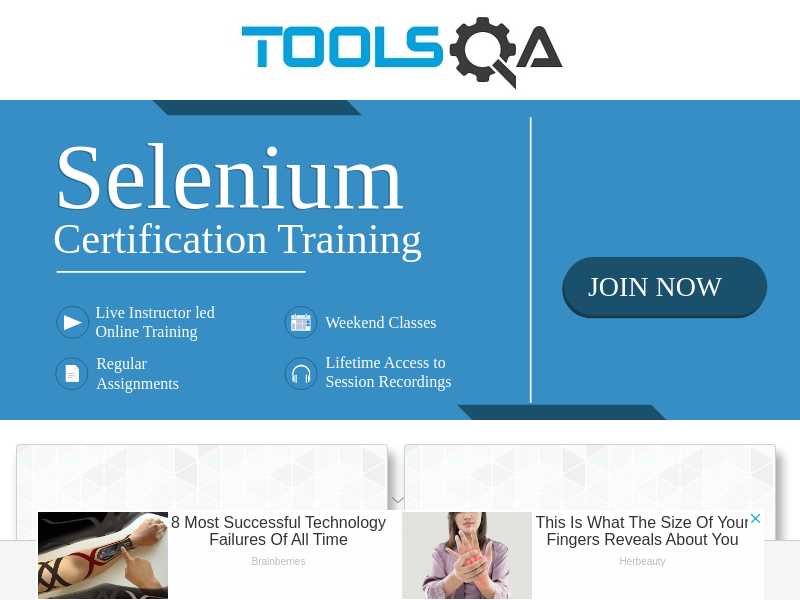 TOOLSQA
Selenium
Certification Training
JOIN NOW
Live Instructor led
Online Training
Weekend Classes
Regular
Assignments
Lifetime Access to
Session Recordings
8 Most Successful Technology
Failures Of All Time
Brainberries
This Is What The Size Of Your
Fingers Reveals About You
Herbeauty